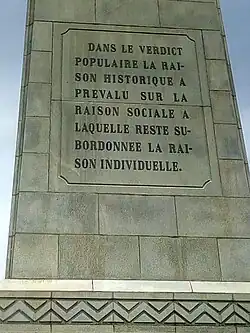 DANS LE VERDICT
POPULAIRE LA RAI-
SON HISTORIQUE A
PREVALU SUR LA
RAISON SOCIALE A
LAQUELLE RESTE SU-
BORDONNEE LA RAI-
SON INDIVIDUELLE.